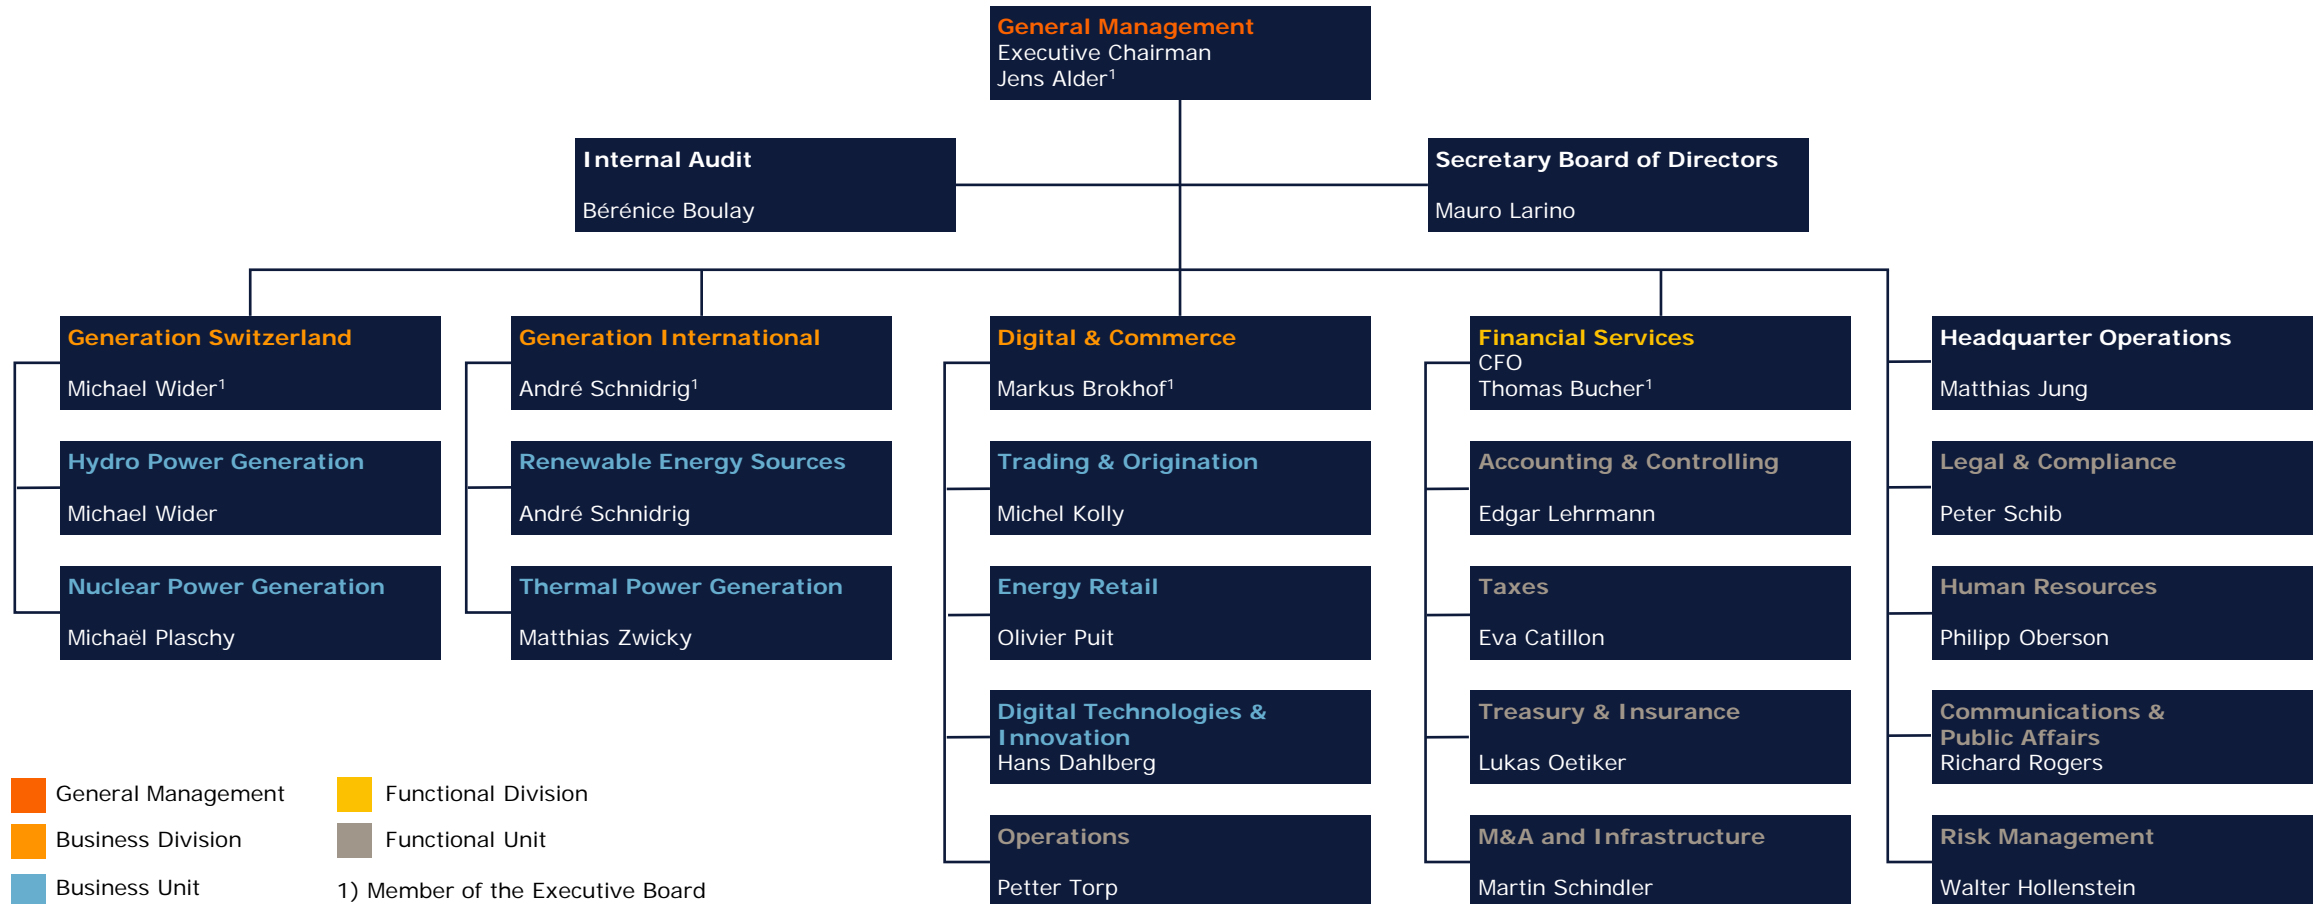 General Management
Executive Chairman
Jens Alder¹
Internal Audit
Bérénice Boulay
Secretary Board of Directors
Mauro Larino
Generation Switzerland
Michael Wider¹
Hydro Power Generation
Michael Wider
Nuclear Power Generation
Michaël Plaschy
Generation International
André Schnidrig¹
Renewable Energy Sources
André Schnidrig
Thermal Power Generation
Matthias Zwicky
Digital & Commerce
Markus Brokhof¹
Trading & Origination
Michel Kolly
Energy Retail
Olivier Puit
Digital Technologies &
Innovation
Hans Dahlberg
Operations
Petter Torp
Financial Services
CFO
Thomas Bucher¹
Accounting & Controlling
Edgar Lehrmann
Taxes
Eva Catillon
Treasury & Insurance
Lukas Oetiker
M&A and Infrastructure
Martin Schindler
Headquarter Operations
Matthias Jung
Legal & Compliance
Peter Schib
Human Resources
Philipp Oberson
Communications &
Public Affairs
Richard Rogers
Risk Management
Walter Hollenstein
General Management
Business Division
Business Unit
Functional Division
Functional Unit
1) Member of the Executive Board